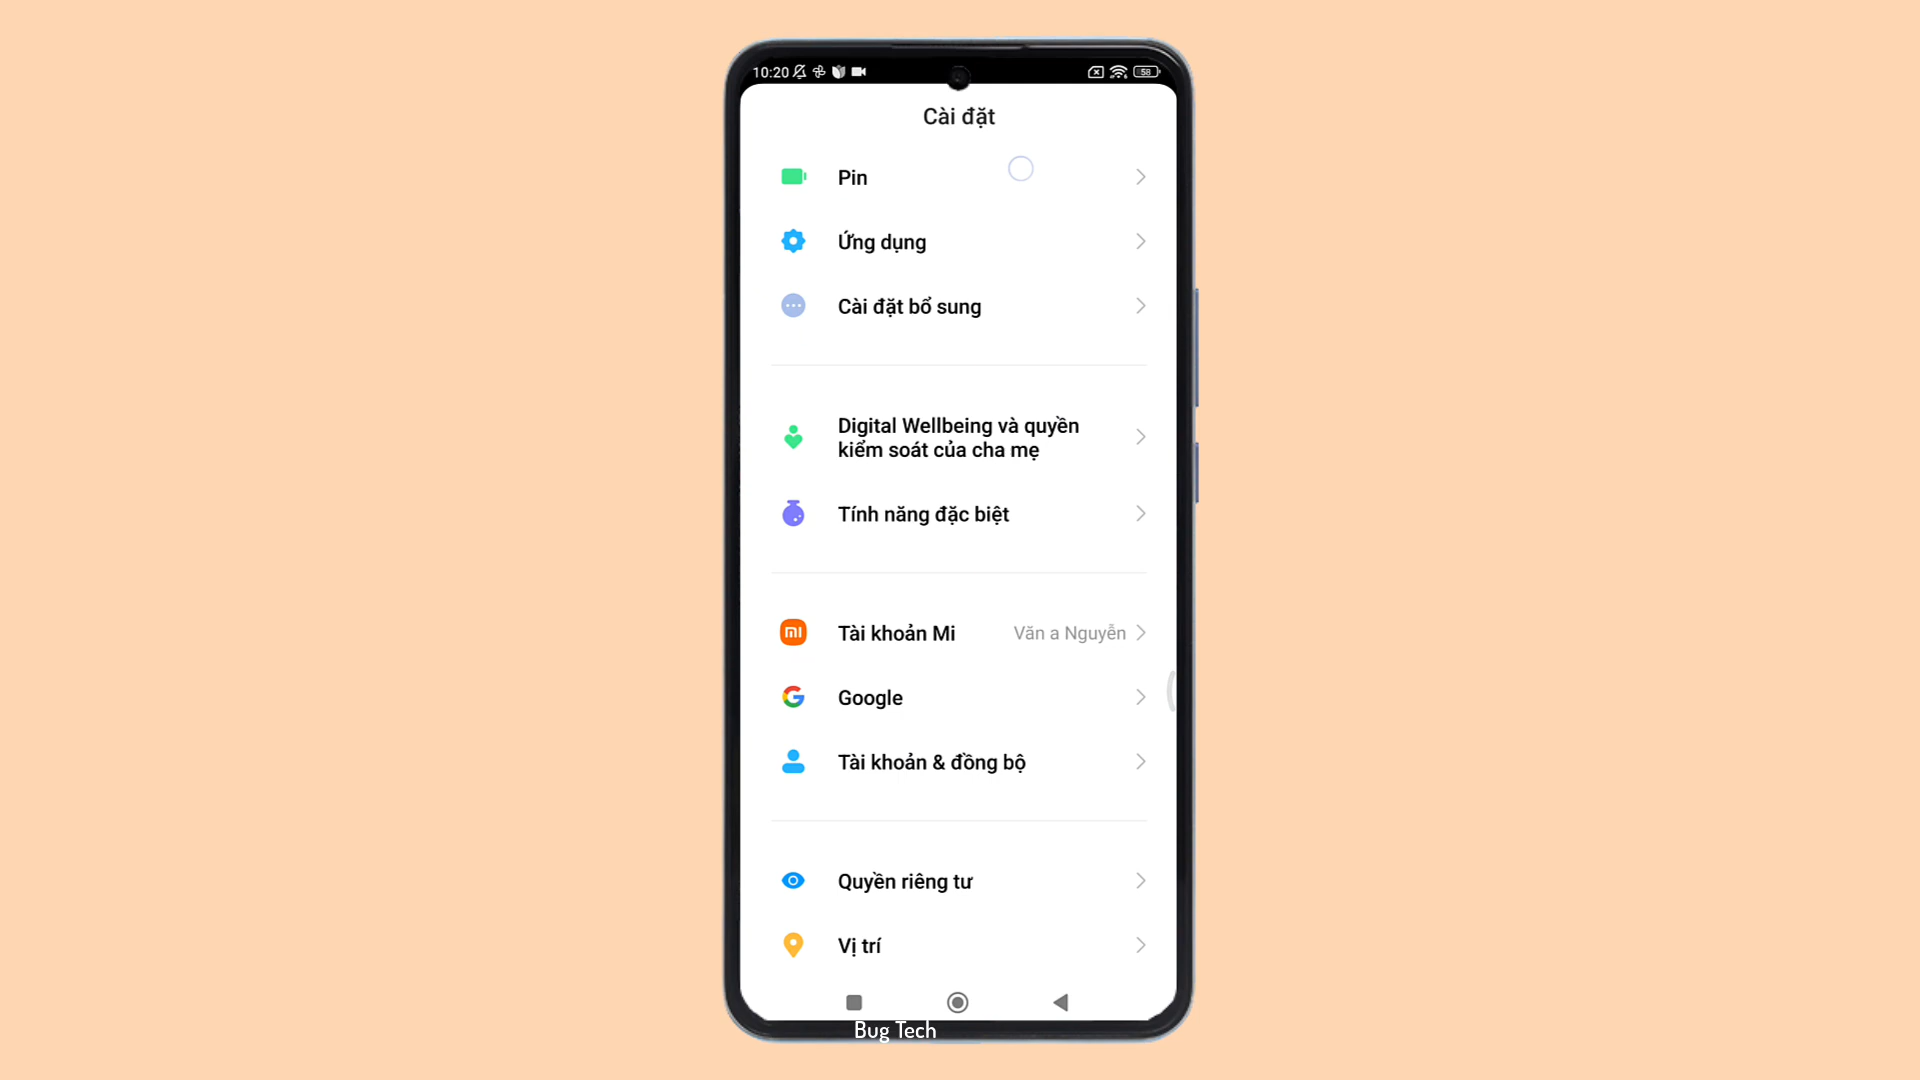 10:20
58
Cài đặt
Pin
Ứng dụng
Cài đặt bổ sung
Digital Wellbeing và quyền
kiểm soát của cha mẹ
Tính năng đặc biệt
Tài khoản Mi
Văn a Nguyễn
Google
Tài khoản & đồng bộ
Quyền riêng tư
Vị trí
Bug Tech